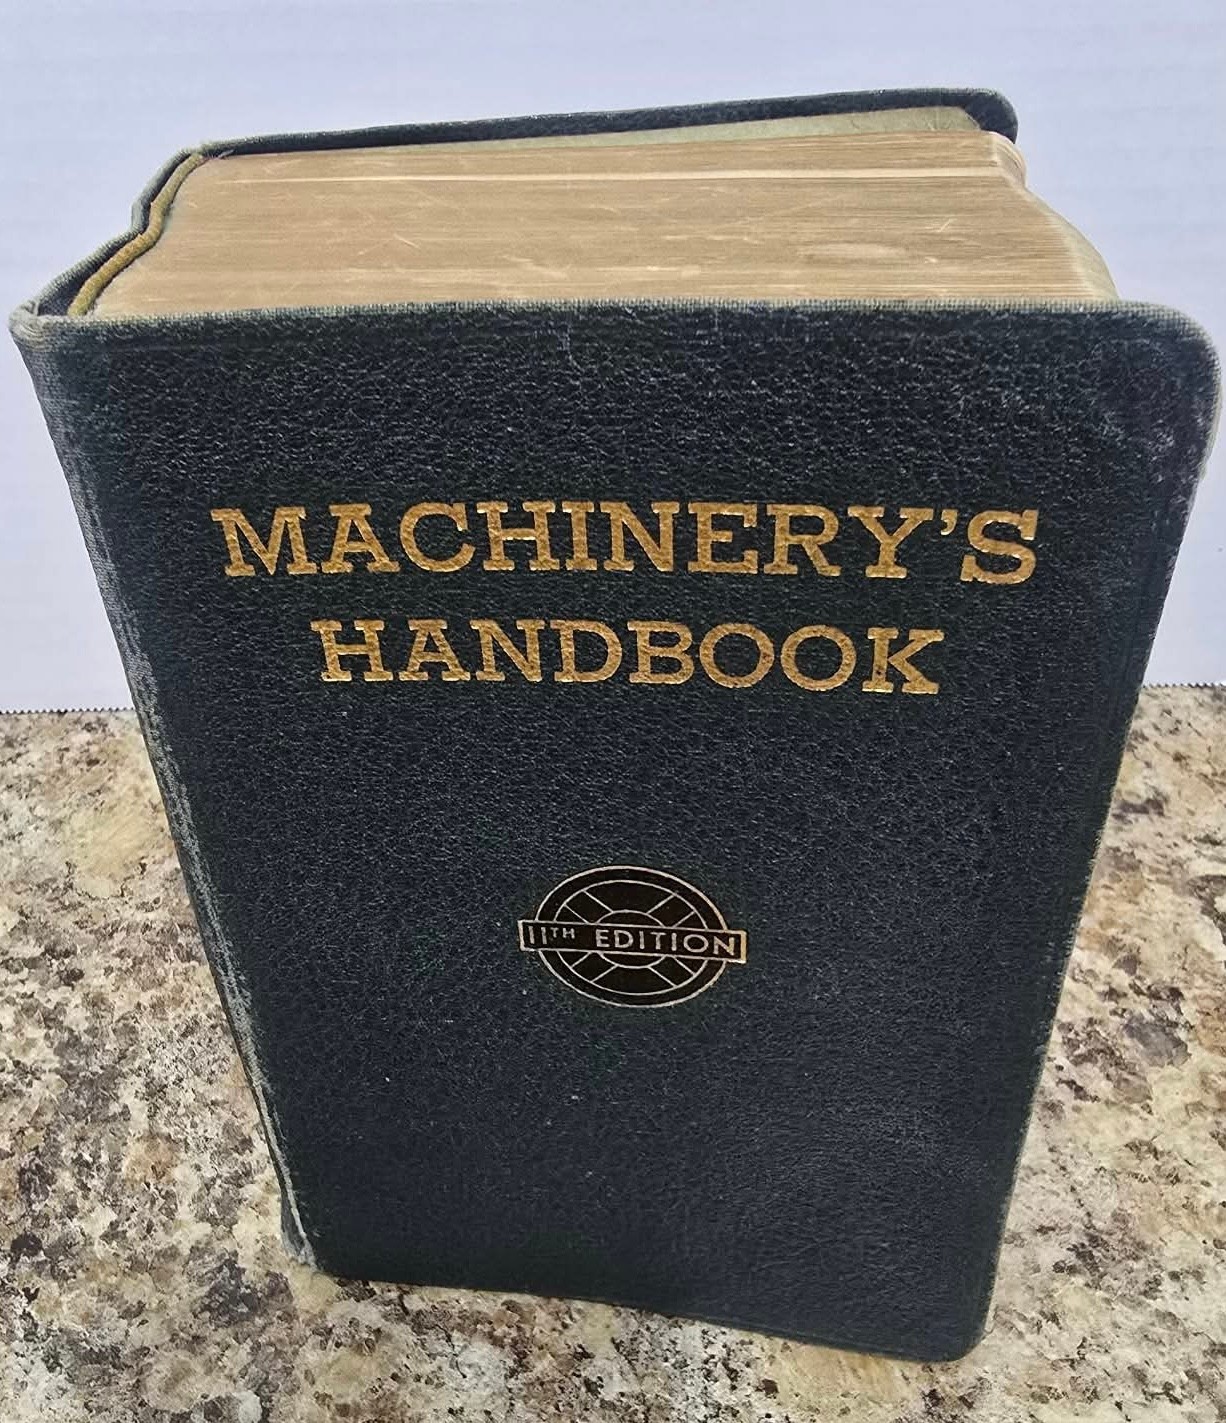 MACHINERY'S
HANDBOOK
11TH EDITION